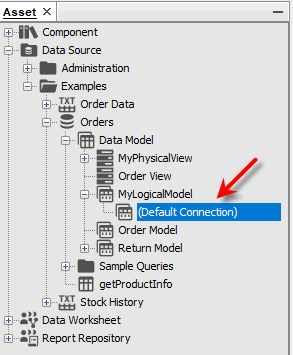 Asset
Component
Data Source
Administration
Examples
TXT Order Data
Orders
Data Model
MyPhysicalView
Order View
MyLogicalModel
(Default Connection)
Order Model
Return Model
Sample Queries
getProductInfo
TXT Stock History
Data Worksheet
Report Repository